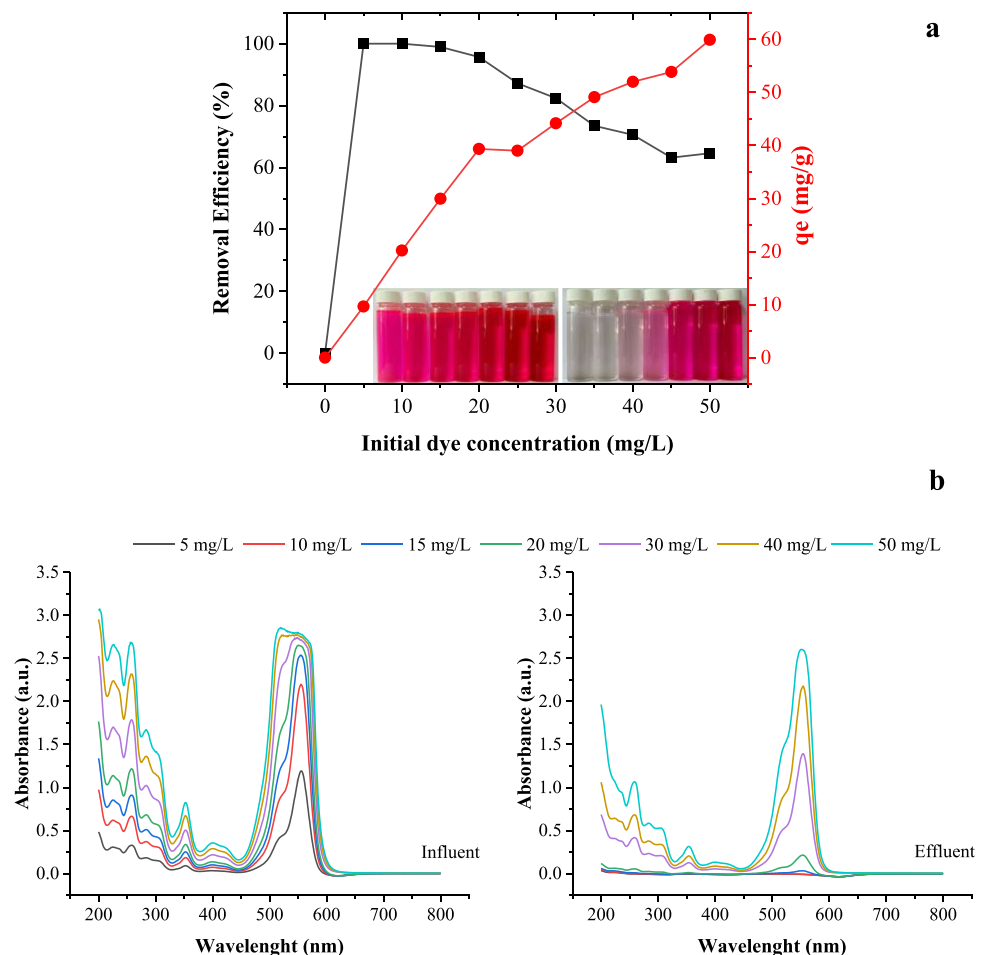 a
100
80
60
40
20
0
Removal Efficiency (%)
60
50
40
30
20
10
0
qe (mg/g)
0 10 20 30 40 50
Initial dye concentration (mg/L)
b
5 mg/L 10 mg/L 15 mg/L 20 mg/L 30 mg/L 40 mg/L 50 mg/L
3.5
3.0
2.5
2.0
1.5
1.0
0.5
0.0
Absorbance (a.u.)
Influent
200 300 400 500 600 700 800
Wavelenght (nm)
3.5
3.0
2.5
2.0
1.5
1.0
0.5
0.0
Absorbance (a.u.)
Effluent
200 300 400 500 600 700 800
Wavelenght (nm)